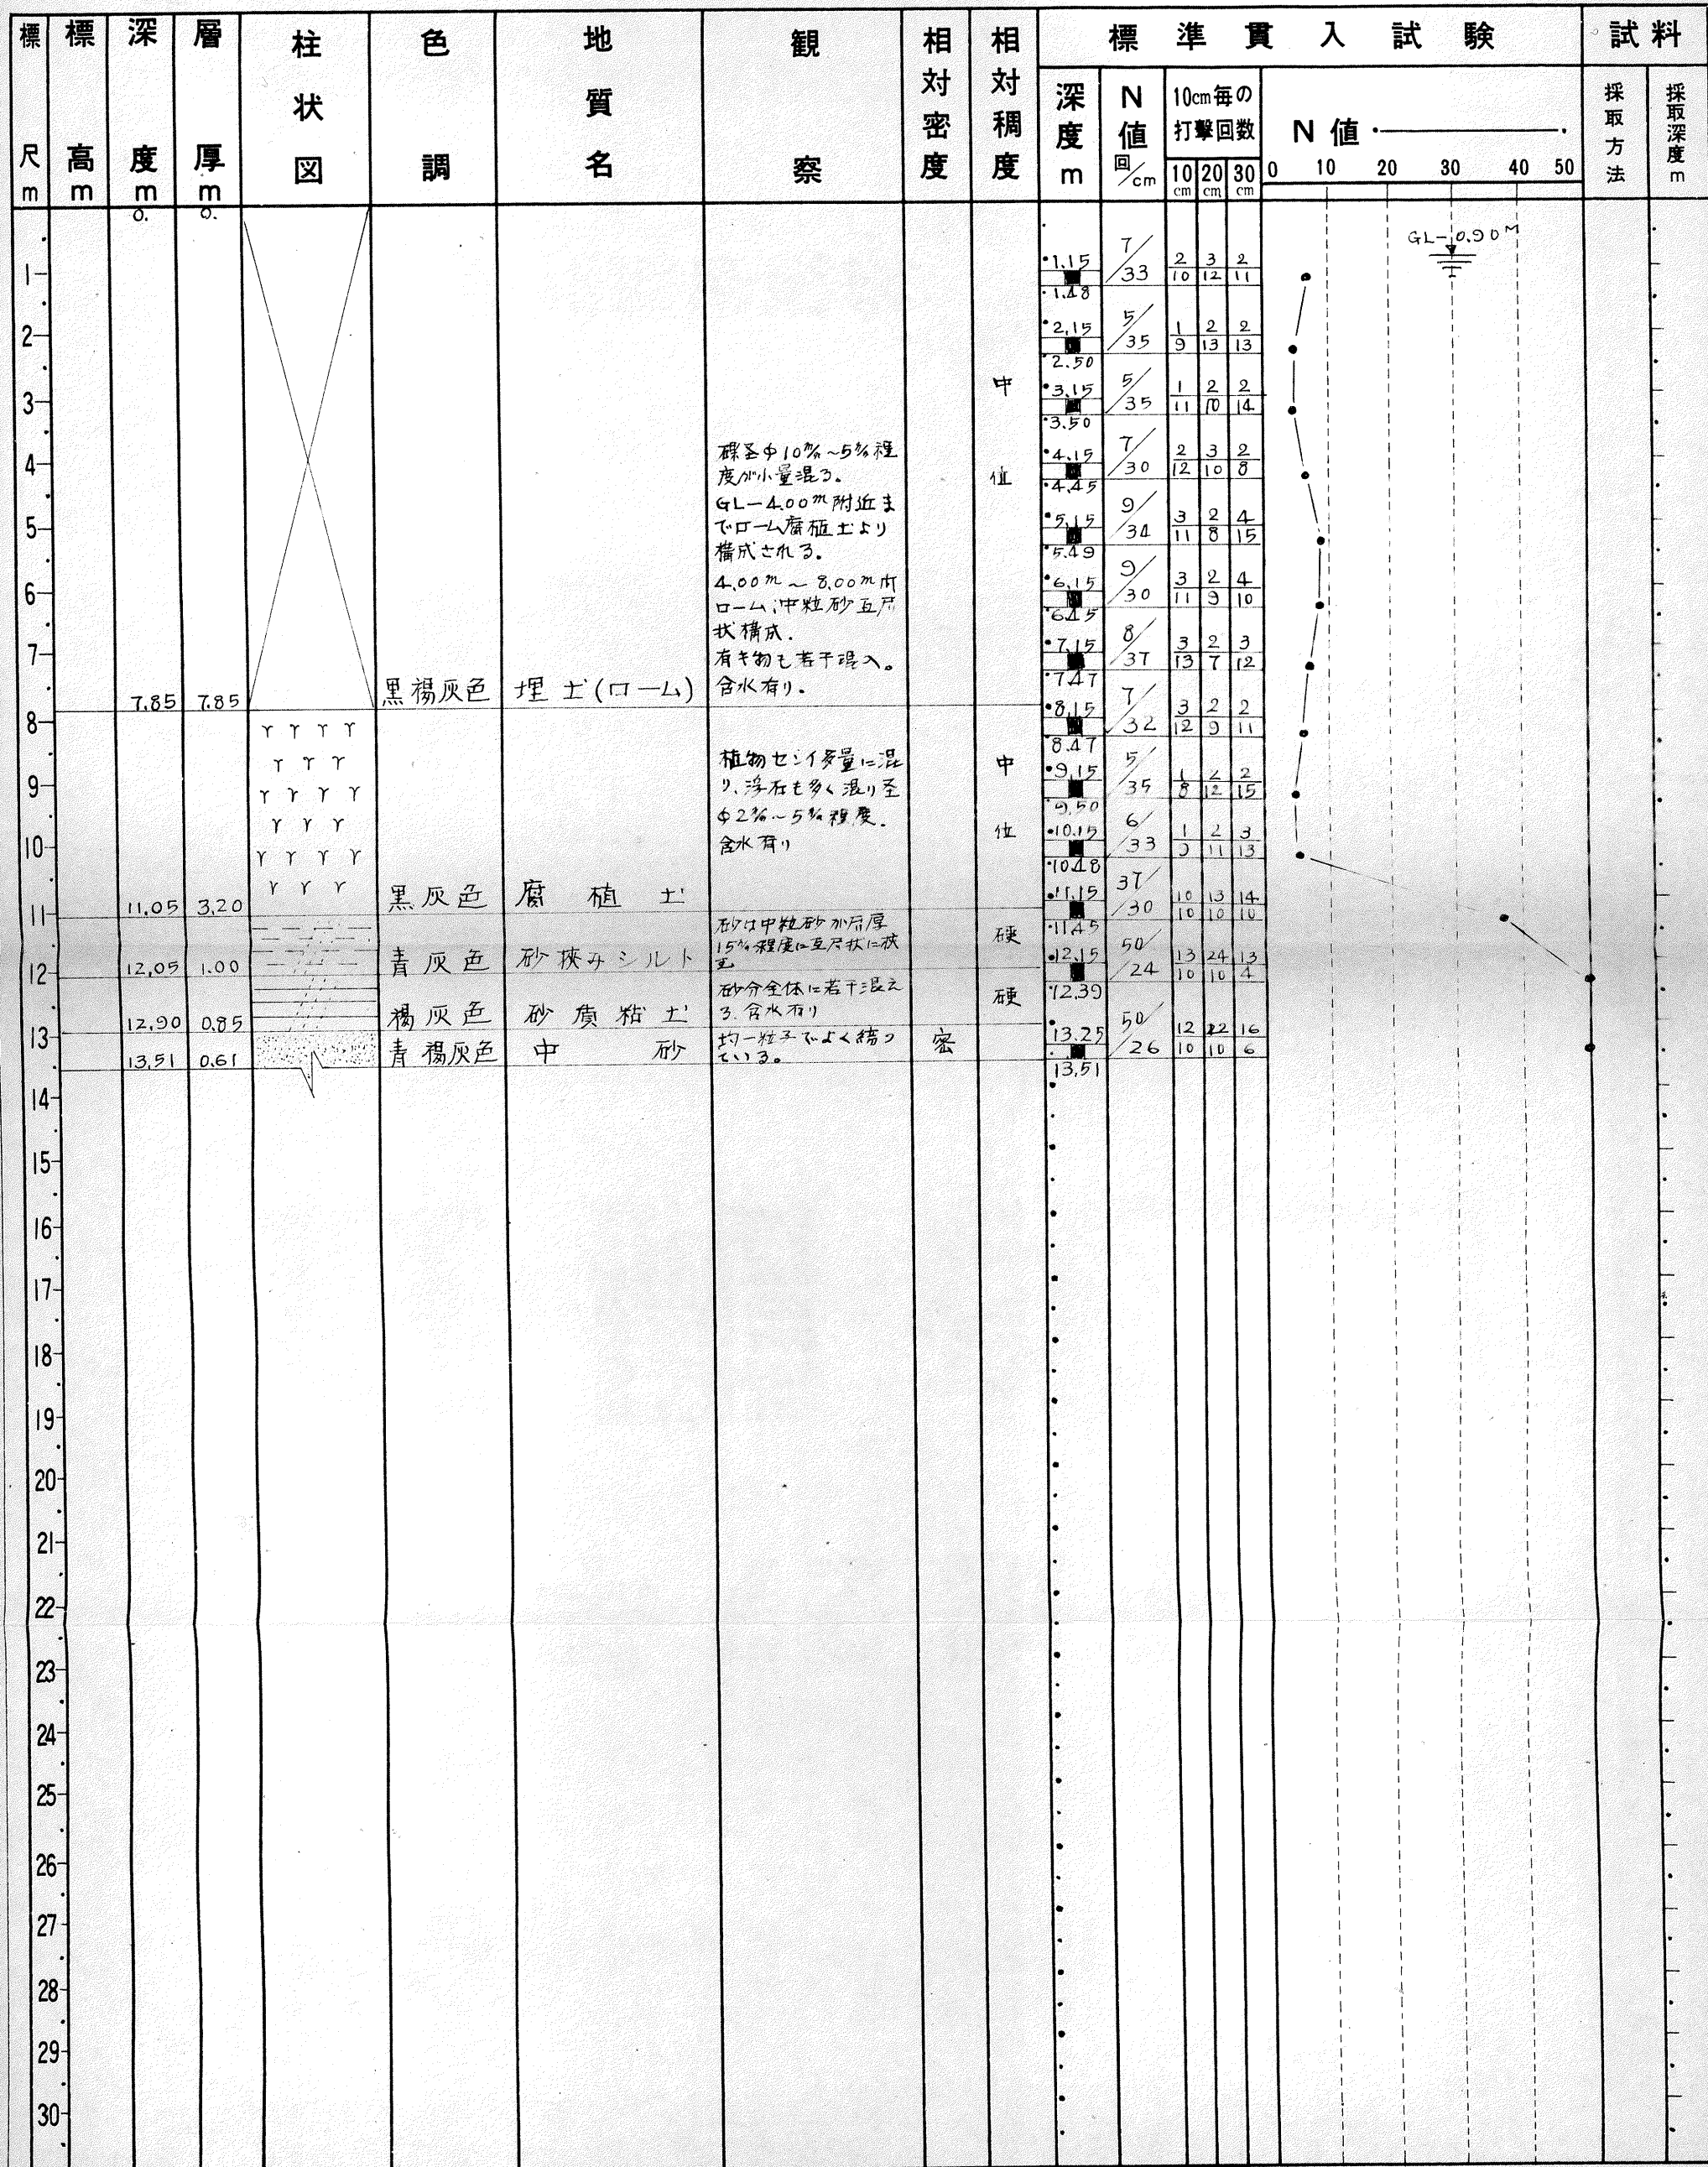 標尺m 標高m 深度m 層厚m 柱状図 色調 地質名 観察 相対密度 相対稠度 標準貫入試験 試料
深度m N値回/cm 10cm毎の打撃回数 N値 採取方法 採取深度m
10cm 20cm 30cm 0 10 20 30 40 50
0. 0.
GL-0.90M
1 1.15 7/33 2/10 3/12 2/11
1.48
2 2.15 5/35 1/9 2/13 2/13
2.50
中
3 3.15 5/35 1/11 2/10 2/14
3.50
礫径φ10m/m~5m/m程
度が小量混る。
GL-4.00m附近ま
でローム腐植土より
構成される。
4.00m~8.00m
ローム,中粒砂互层
状構成.
若干混入。
含水有り.
4 4.15 7/30 2/12 3/10 2/8
位
4.45
5 5.15 9/34 3/11 2/8 4/15
5.49
6 6.15 9/30 3/11 2/9 4/10
6.45
7 7.15 8/37 3/13 2/7 3/12
7.47
7.85 7.85 黒褐灰色 埋土(ローム)
8 8.15 7/32 3/12 2/9 2/11
8.47
植物センイ多量に混
り、浮石も多く混り径
φ2m/m~5m/m程度.
含水有り
中
9 9.15 5/35 1/8 2/12 2/15
9.50
位
10 10.15 6/33 1/9 2/11 3/13
10.48
11.05 3.20 黒灰色 腐植土
11 11.15 37/30 10/10 13/10 14/10
11.45
砂は中粒砂が层厚
程度に互层状に
硬
12.05 1.00 青灰色 砂挟みシルト
12 12.15 50/24 13/10 24/10 13/4
12.39
砂分全体に若干混え
る.含水有り
硬
12.90 0.85 褐灰色 砂質粘土
13 13.25 50/26 12/10 22/10 16/6
均一粒子でよく締っ
ている。
密
13.51 0.61 青褐灰色 中砂
13.51
14
15
16
17
18
19
20
21
22
23
24
25
26
27
28
29
30